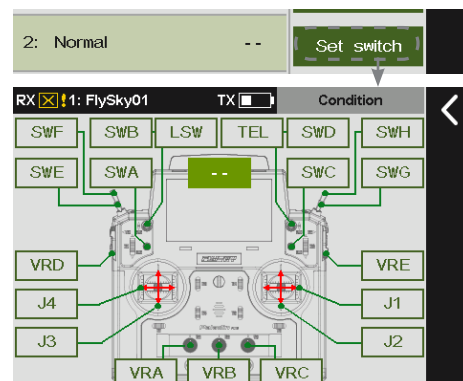 2: Normal -- Set switch
RX !1: FlySky01 TX Condition
SWF SWB LSW TEL SWD SWH
SWE SWA -- SWC SWG
VRD VRE
J4 J1
J3 J2
VRA VRB VRC